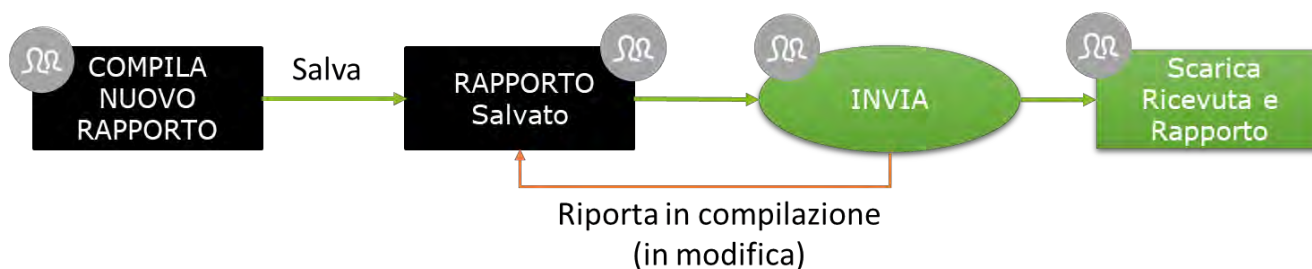 COMPILA
NUOVO
RAPPORTO
Salva
RAPPORTO
Salvato
INVIA
Scarica
Ricevuta e
Rapporto
Riporta in compilazione
(in modifica)